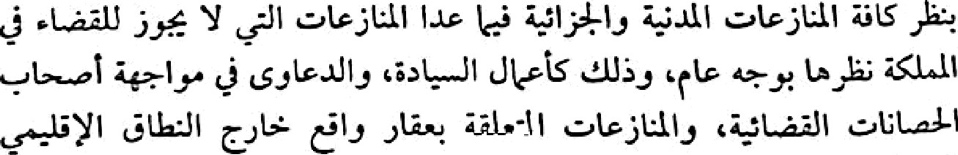 بنظر كافة المنازعات المدنية والجزائية فيما عدا المنازعات التي لا يجوز للقضاء في
المملكة نظرها بوجه عام، وذلك كأعمال السيادة، والدعاوى في مواجهة أصحاب
الحصانات القضائية، والمنازعات المتعلقة بعقار واقع خارج النطاق الإقليمي